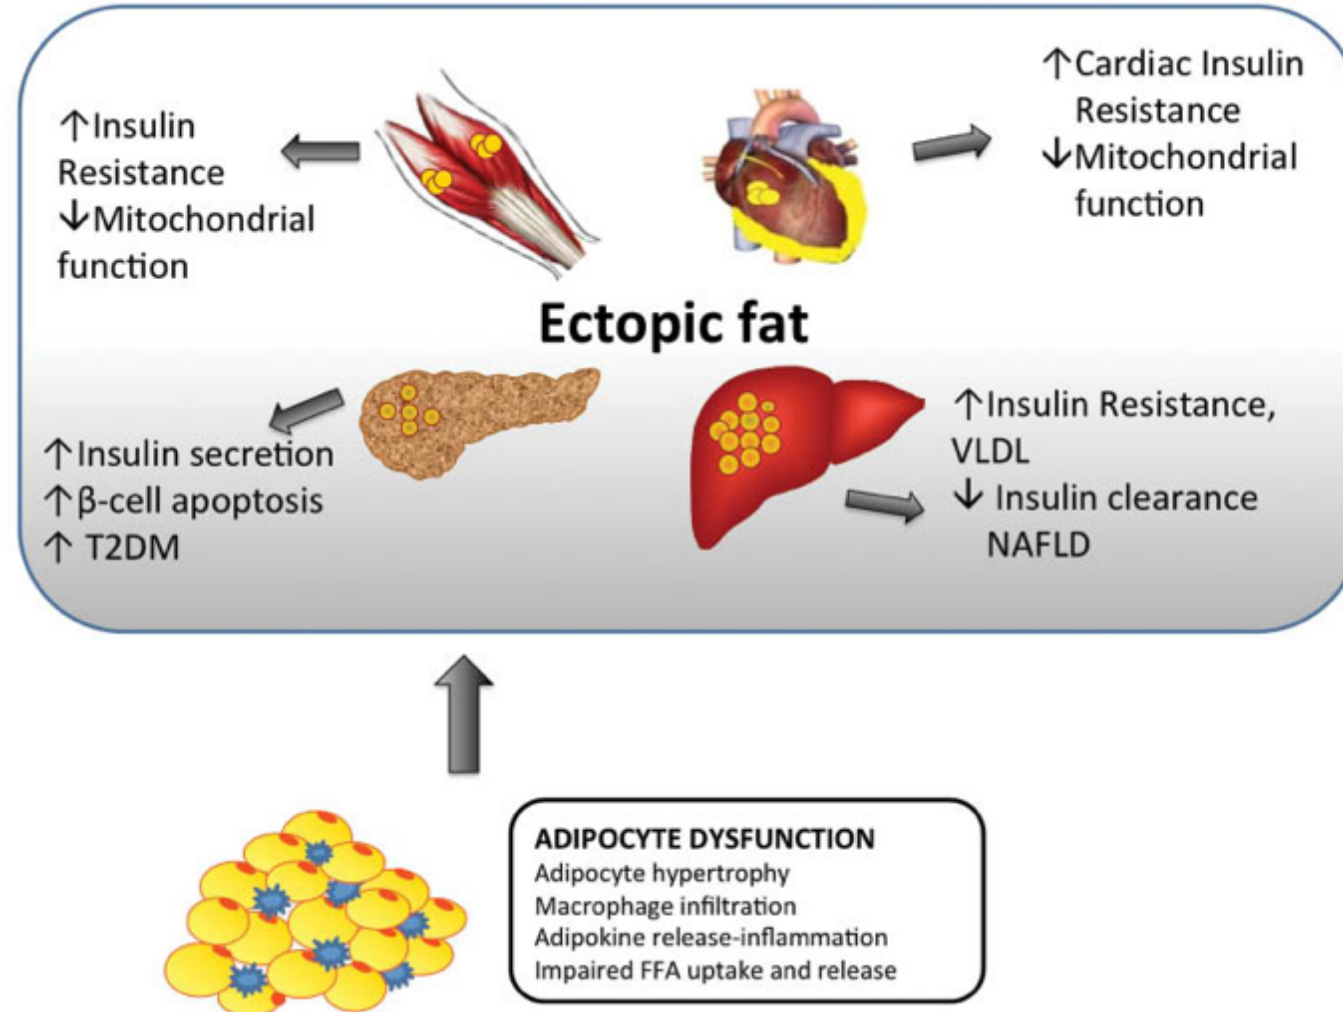 ↑Insulin
Resistance
↓Mitochondrial
function
↑Cardiac Insulin
Resistance
↓Mitochondrial
function
Ectopic fat
↑Insulin secretion
↑β-cell apoptosis
↑ T2DM
↑Insulin Resistance,
VLDL
↓ Insulin clearance
NAFLD
ADIPOCYTE DYSFUNCTION
Adipocyte hypertrophy
Macrophage infiltration
Adipokine release-inflammation
Impaired FFA uptake and release